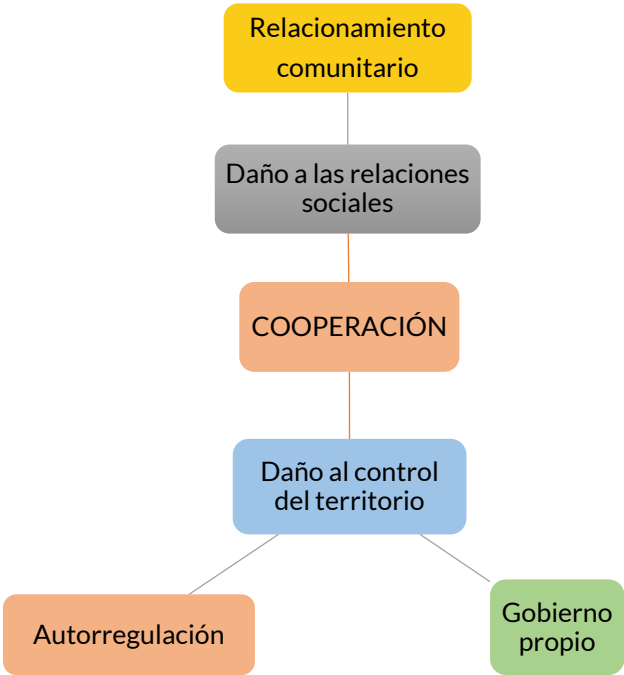 Relacionamiento
comunitario
Daño a las relaciones
sociales
COOPERACIÓN
Daño al control
del territorio
Autorregulación
Gobierno
propio